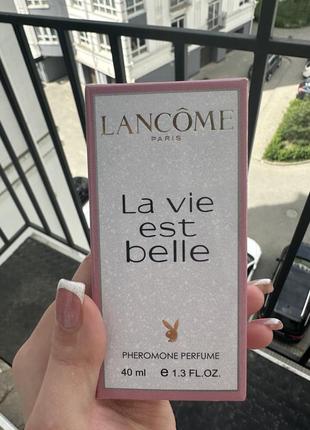 LANCÔME
PARIS
La vie
est
belle
PHEROMONE PERFUME
40 ml e 1.3 FL.OZ.